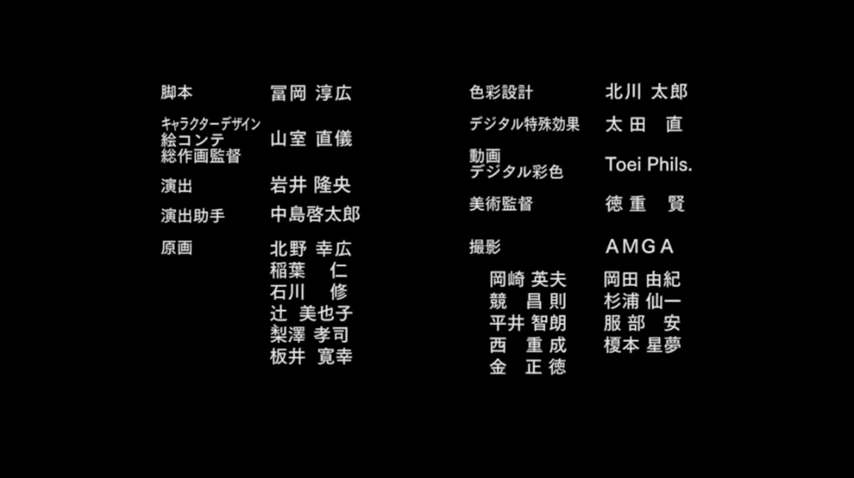 脚本 冨岡 淳広
キャラクターデザイン
絵コンテ 山室 直儀
総作画監督
演出 岩井 隆央
演出助手 中島啓太郎
原画 北野 幸広
稲葉 仁
石川 修
辻 美也子
梨澤 孝司
板井 寛幸
色彩設計 北川 太郎
デジタル特殊効果 太田 直
動画
デジタル彩色 Toei Phils.
美術監督 徳重 賢
撮影 AMGA
岡崎 英夫 岡田 由紀
競 昌則 杉浦 仙一
平井 智朗 服部 安
西 重成 榎本 星夢
金 正徳